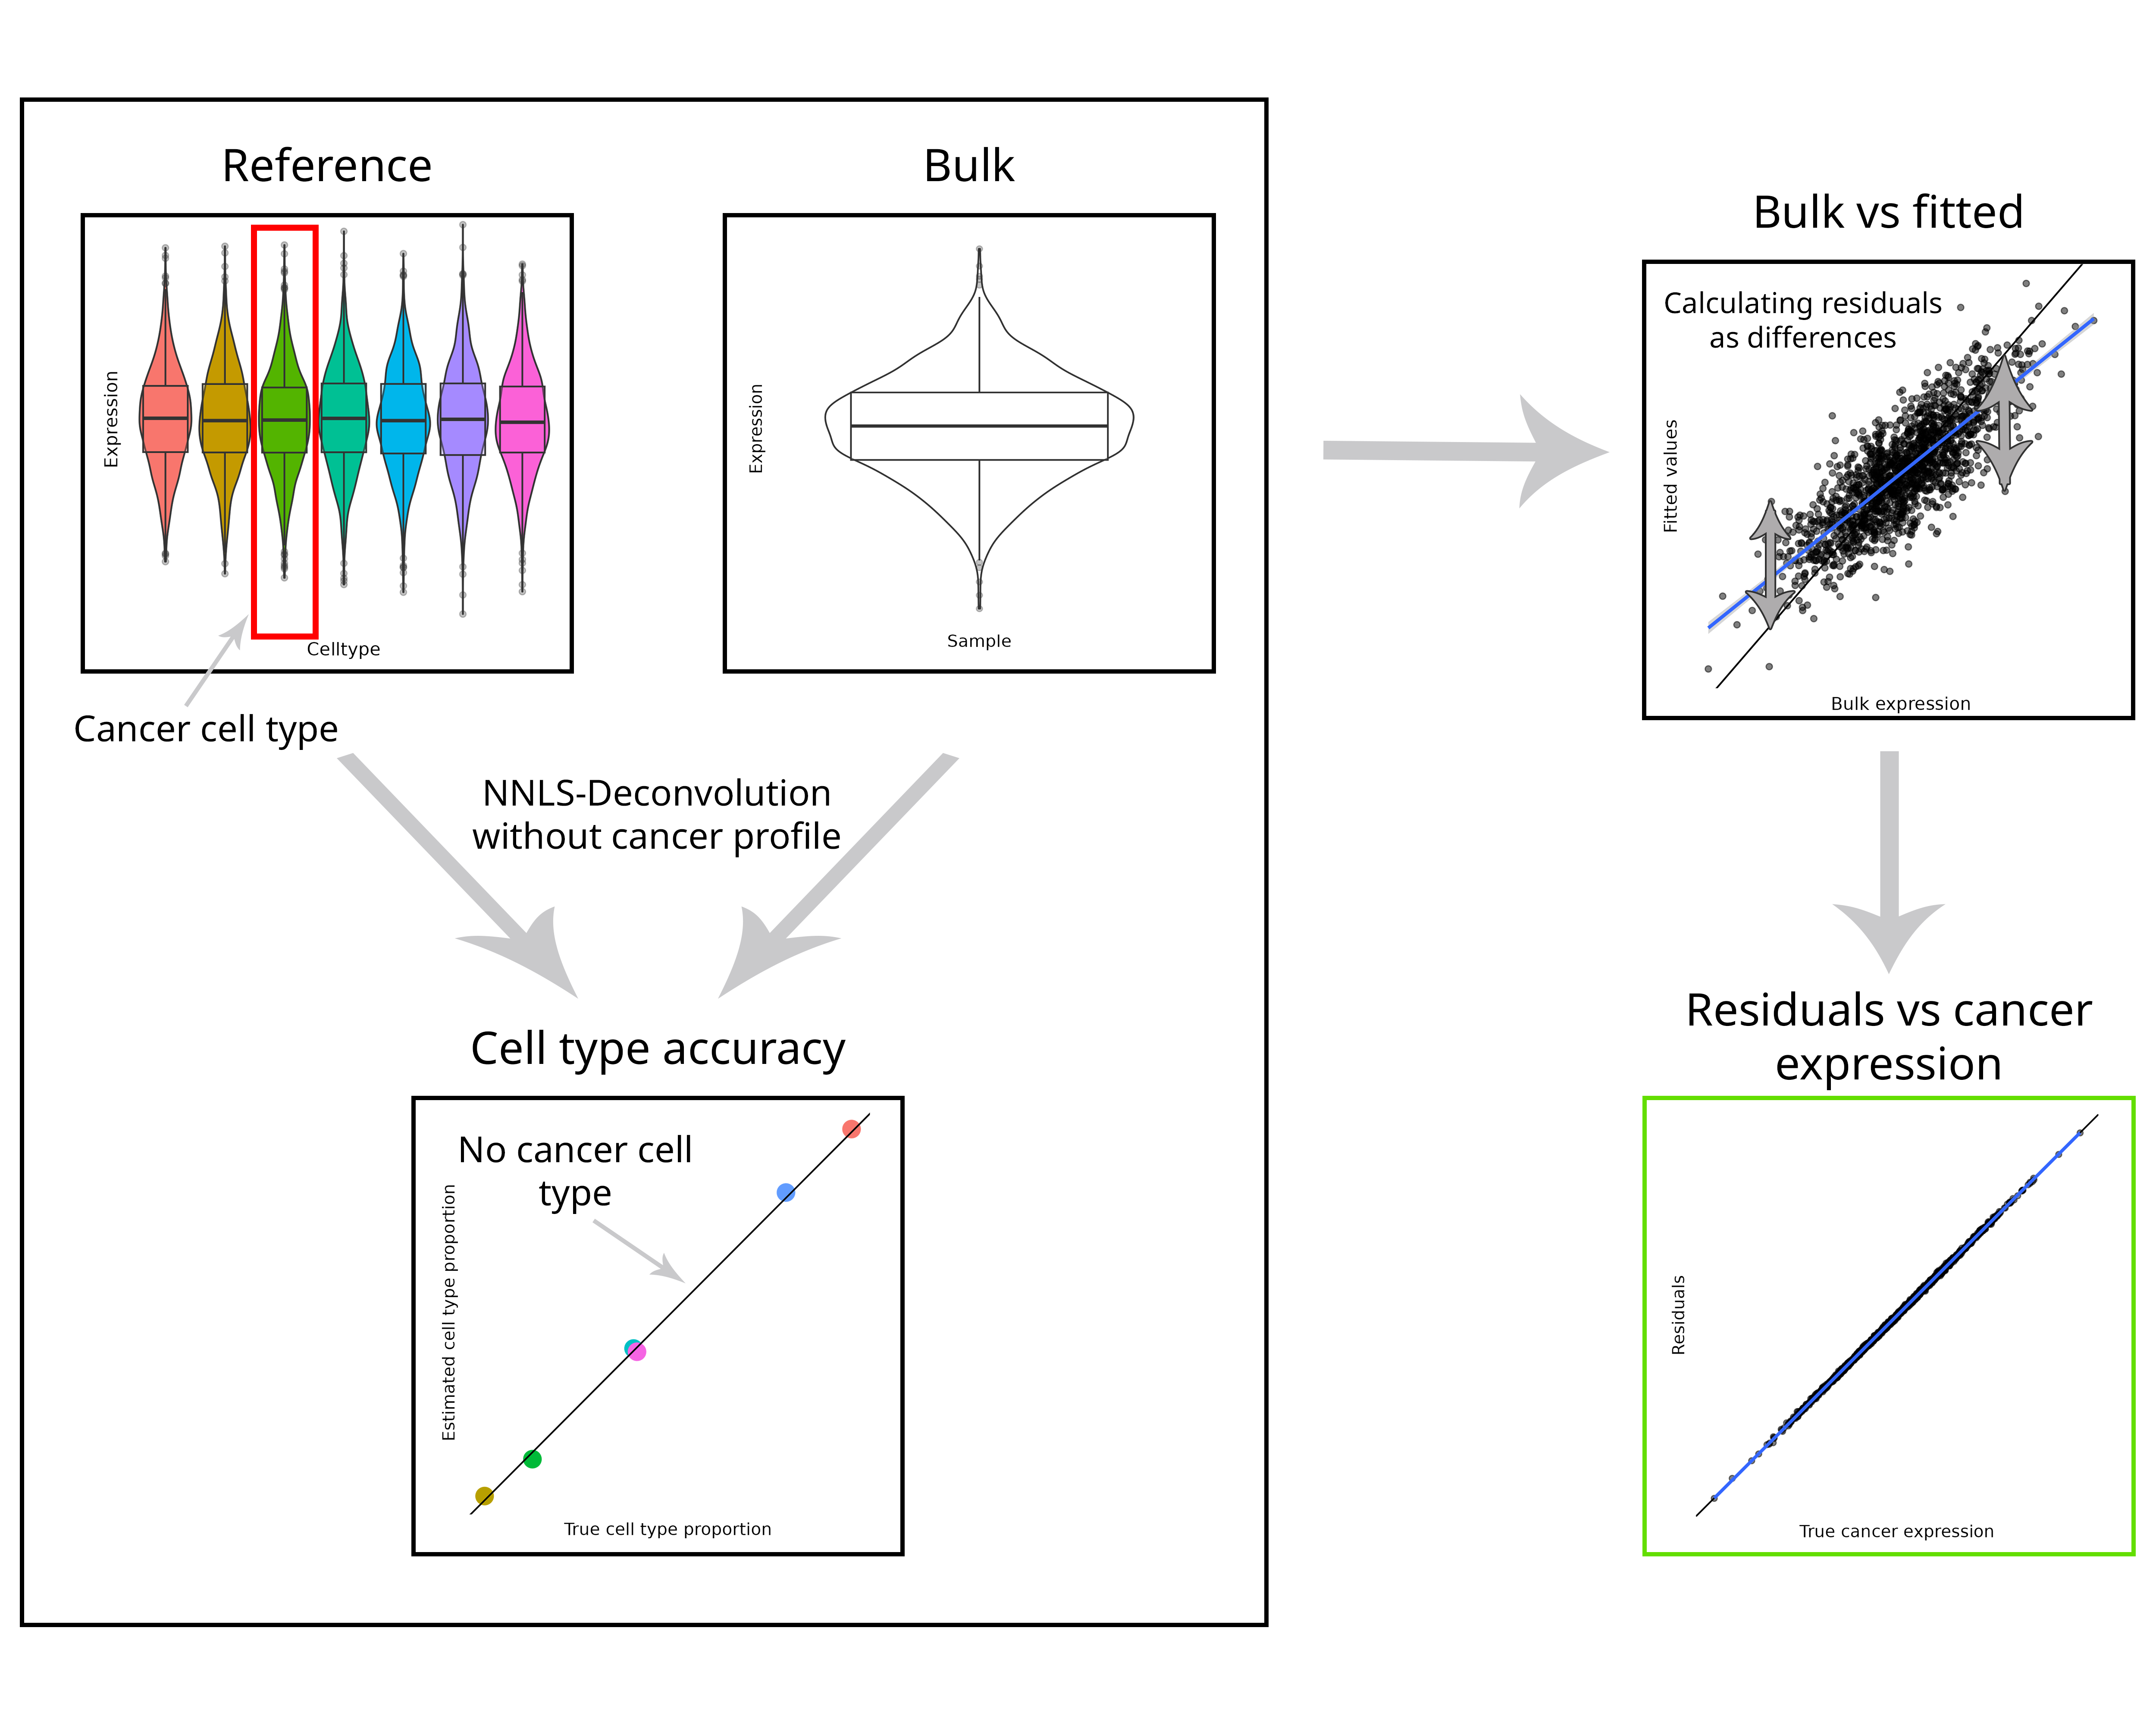 Reference
Expression
Celltype
Cancer cell type
Bulk
Expression
Sample
NNLS-Deconvolution
without cancer profile
Cell type accuracy
No cancer cell
type
Estimated cell type proportion
True cell type proportion
Bulk vs fitted
Calculating residuals
as differences
Fitted values
Bulk expression
Residuals vs cancer
expression
Residuals
True cancer expression